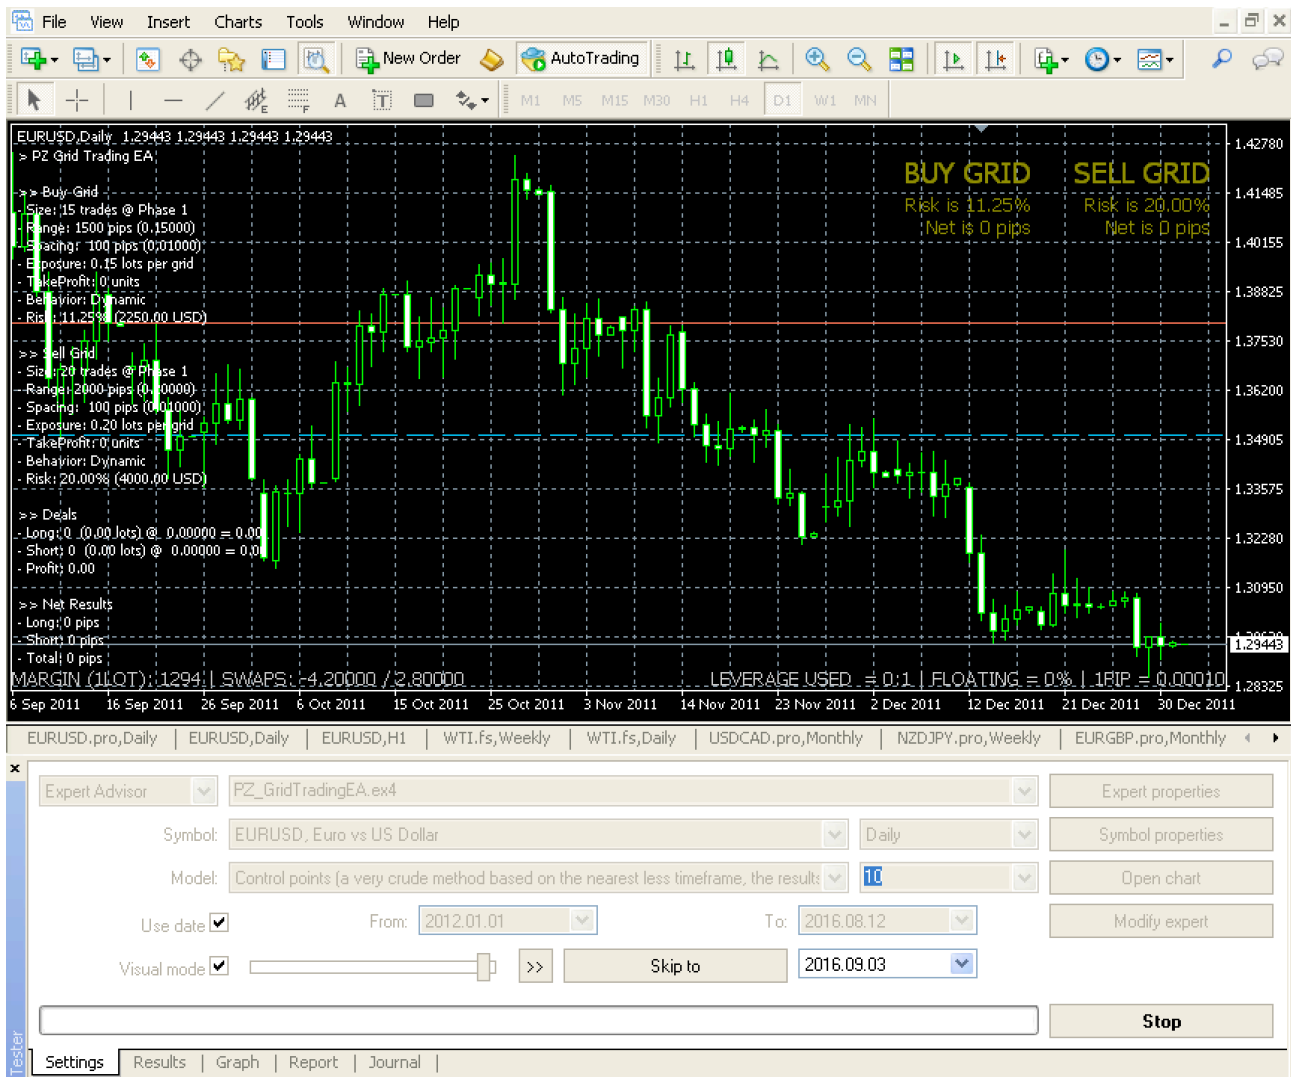 File View Insert Charts Tools Window Help
New Order AutoTrading
E F A T M1 M5 M15 M30 H1 H4 D1 W1 MN
EURUSD,Daily 1.29443 1.29443 1.29443 1.29443
> PZ Grid Trading EA
>> Buy Grid
- Size: 15 trades @ Phase 1
- Range: 1500 pips (0.15000)
- Spacing: 100 pips (0.01000)
- Exposure: 0.15 lots per grid
- TakeProfit: 0 units
- Behavior: Dynamic
- Risk: 11.25% (2250.00 USD)
>> Sell Grid
- Size: 20 trades @ Phase 1
- Range: 2000 pips (0.20000)
- Spacing: 100 pips (0.01000)
- Exposure: 0.20 lots per grid
- TakeProfit: 0 units
- Behavior: Dynamic
- Risk: 20.00% (4000.00 USD)
>> Deals
- Long: 0 (0.00 lots) @ 0.00000 = 0.00
- Short: 0 (0.00 lots) @ 0.00000 = 0.00
- Profit: 0.00
>> Net Results
- Long: 0 pips
- Short: 0 pips
- Total: 0 pips
BUY GRID SELL GRID
Risk is 11.25% Risk is 20.00%
Net is 0 pips Net is 0 pips
1.42780
1.41485
1.40155
1.38825
1.37530
1.36200
1.34905
1.33575
1.32280
1.30950
1.29443
1.28325
MARGIN (1LOT): 1294 | SWAPS: -4.20000 / 2.80000 LEVERAGE USED = 0:1 | FLOATING = 0% | 1PIP = 0.00010
6 Sep 2011 16 Sep 2011 26 Sep 2011 6 Oct 2011 15 Oct 2011 25 Oct 2011 3 Nov 2011 14 Nov 2011 23 Nov 2011 2 Dec 2011 12 Dec 2011 21 Dec 2011 30 Dec 2011
EURUSD.pro,Daily | EURUSD,Daily | EURUSD,H1 | WTI.fs,Weekly | WTI.fs,Daily | USDCAD.pro,Monthly | NZDJPY.pro,Weekly | EURGBP.pro,Monthly
Expert Advisor PZ_GridTradingEA.ex4 Expert properties
Symbol: EURUSD, Euro vs US Dollar Daily Symbol properties
Model: Control points (a very crude method based on the nearest less timeframe, the results 10 Open chart
Use date From: 2012.01.01 To: 2016.08.12 Modify expert
Visual mode >> Skip to 2016.09.03
Stop
Tester
Settings | Results | Graph | Report | Journal |